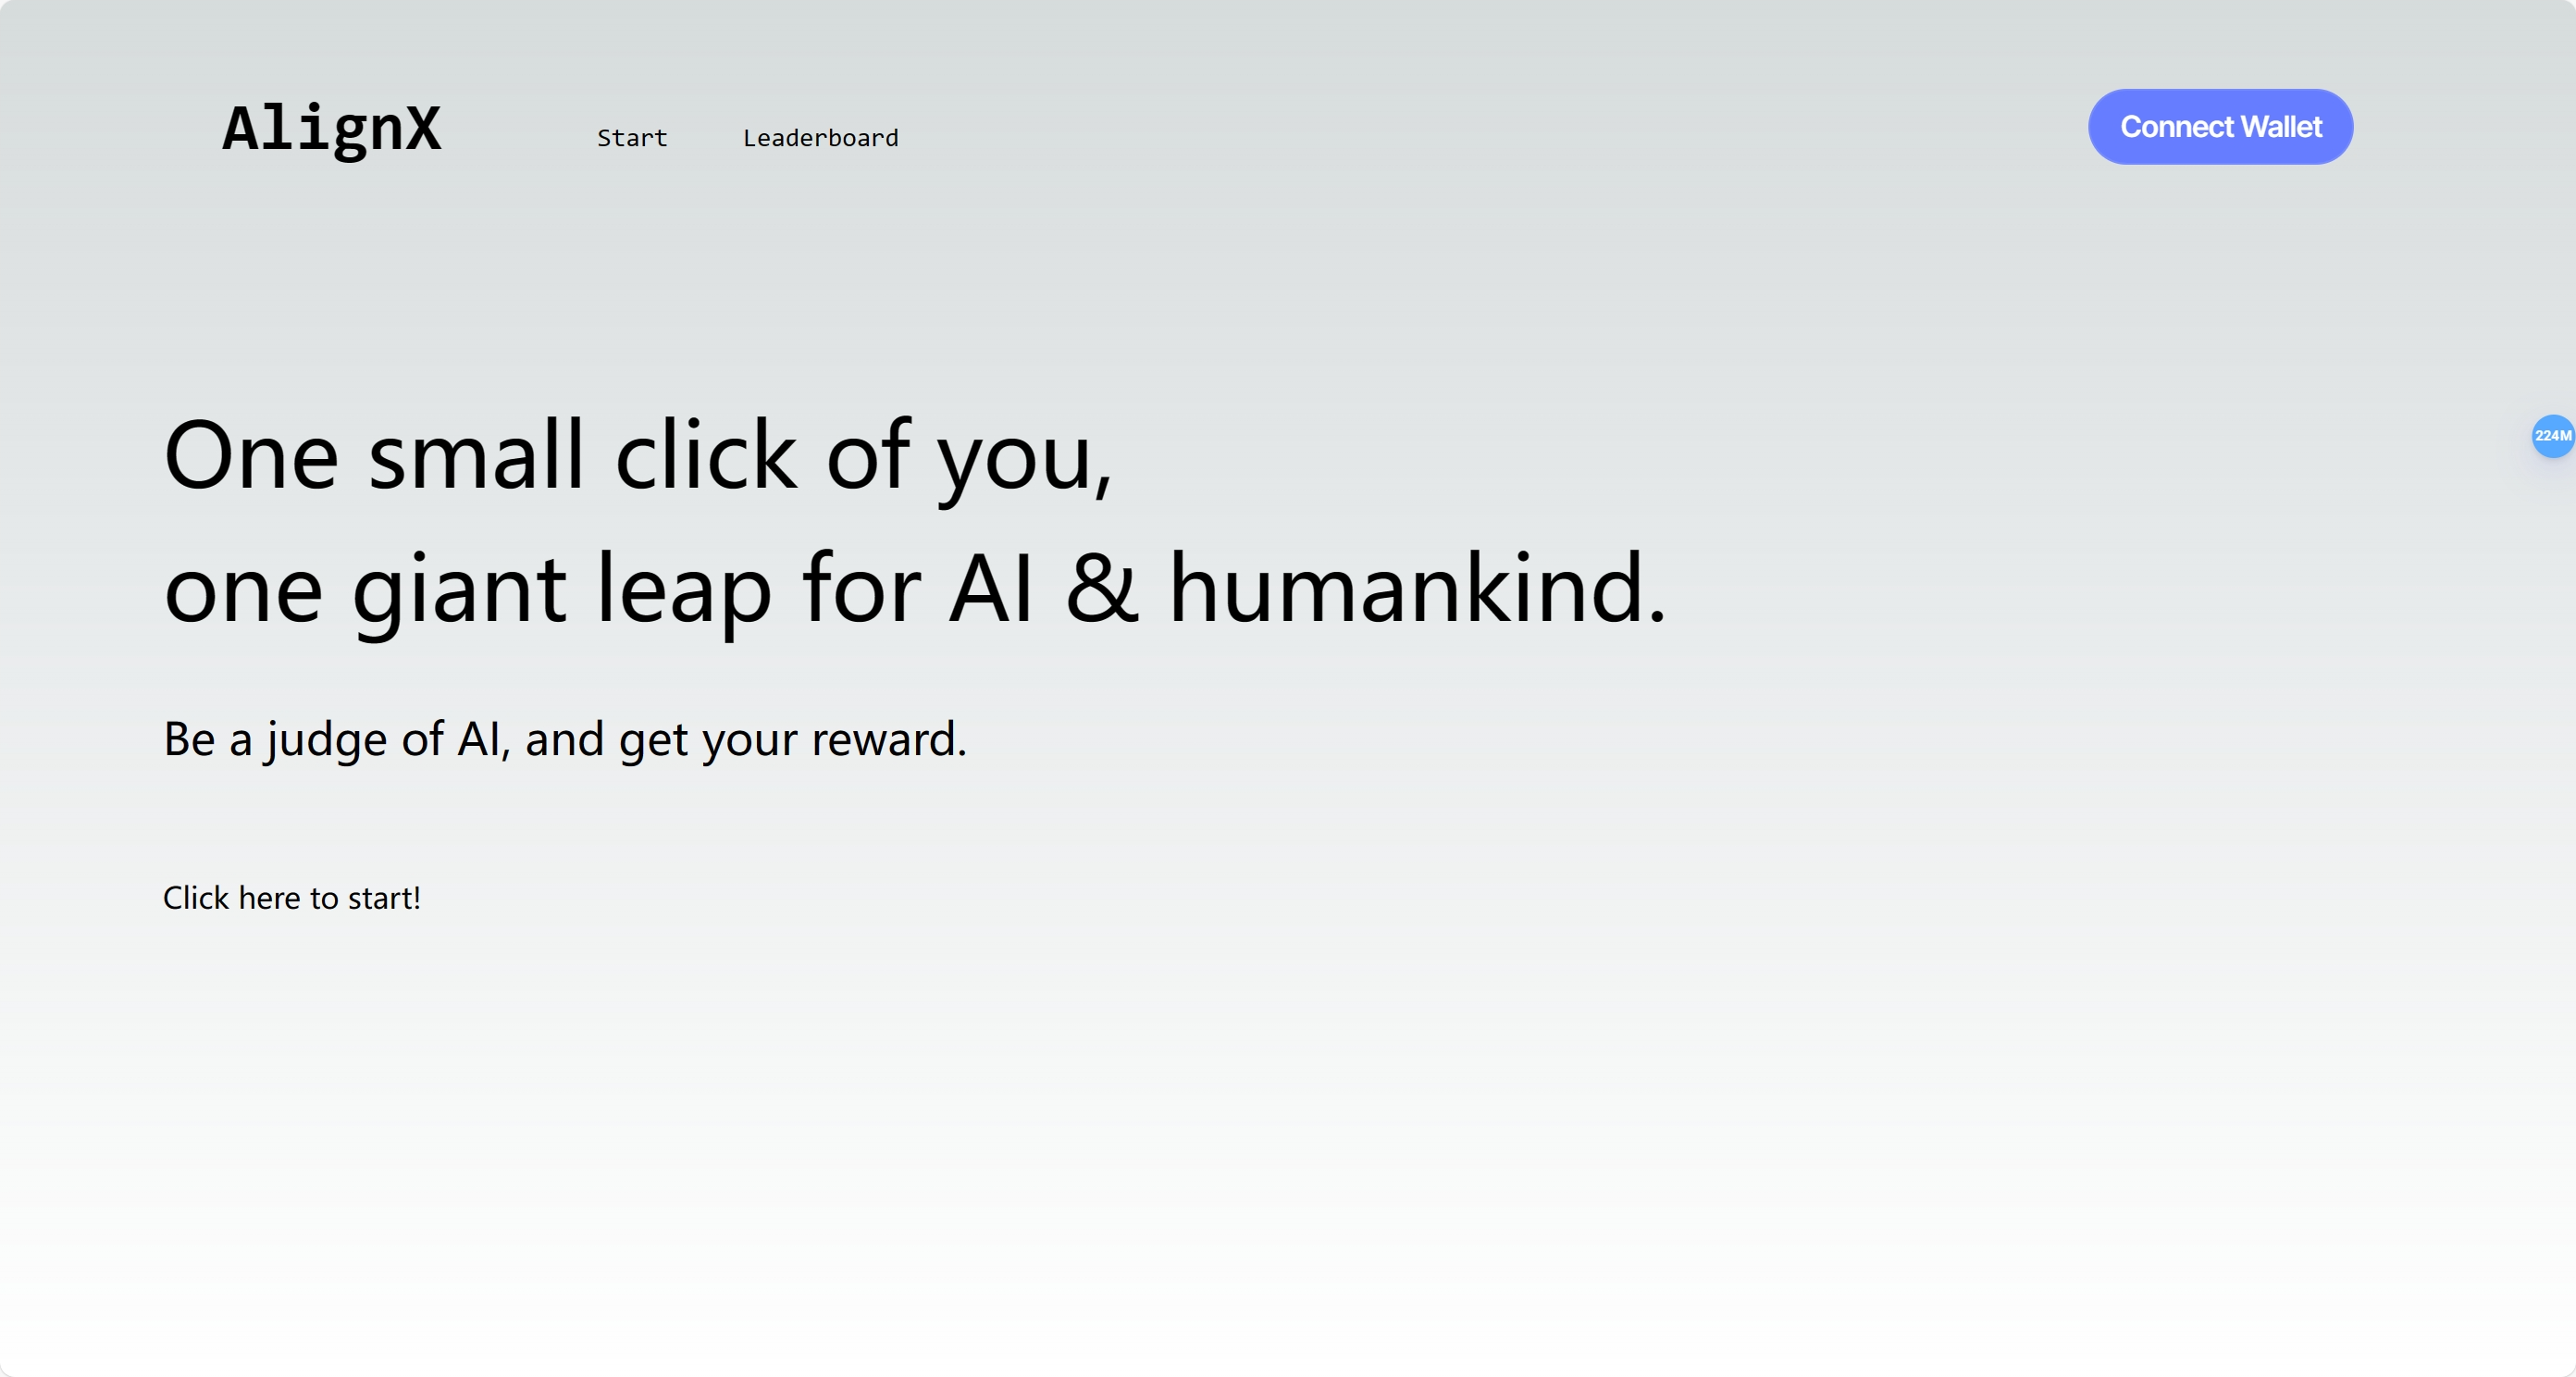 AlignX
Start
Leaderboard
Connect Wallet
One small click of you,
224M
one giant leap for AI & humankind.
Be a judge of AI, and get your reward.
Click here to start!